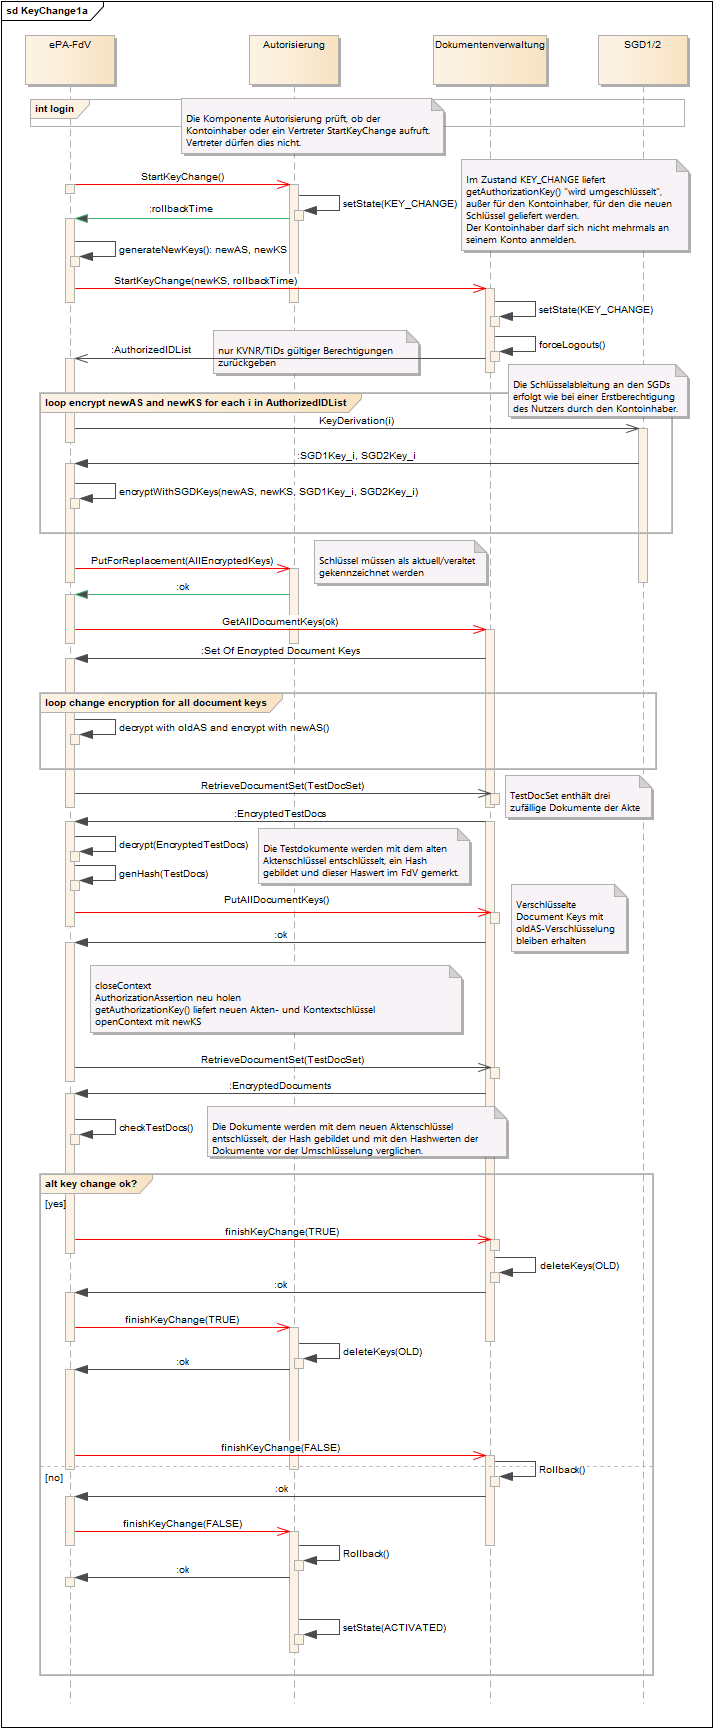 sd KeyChange1a
ePA-FdV
Autorisierung
Dokumentenverwaltung
SGD1/2
int login
Die Komponente Autorisierung prüft, ob der
Kontoinhaber oder ein Vertreter StartKeyChange aufruft.
Vertreter dürfen dies nicht.
StartKeyChange()
setState(KEY_CHANGE)
:rollbackTime
Im Zustand KEY_CHANGE liefert
getAuthorizationKey() "wird umgeschlüsselt",
außer für den Kontoinhaber, für den die neuen
Schlüssel geliefert werden.
Der Kontoinhaber darf sich nicht mehrmals an
seinem Konto anmelden.
generateNewKeys(): newAS, newKS
StartKeyChange(newKS, rollbackTime)
setState(KEY_CHANGE)
forceLogouts()
:AuthorizedIDList
nur KVNR/TIDs gültiger Berechtigungen
zurückgeben
Die Schlüsselableitung an den SGDs
erfolgt wie bei einer Erstberechtigung
des Nutzers durch den Kontoinhaber.
loop encrypt newAS and newKS for each i in AuthorizedIDList
KeyDerivation(i)
:SGD1Key_i, SGD2Key_i
encryptWithSGDKeys(newAS, newKS, SGD1Key_i, SGD2Key_i)
PutForReplacement(AllEncryptedKeys)
Schlüssel müssen als aktuell/veraltet
gekennzeichnet werden
:ok
GetAllDocumentKeys(ok)
:Set Of Encrypted Document Keys
loop change encryption for all document keys
decrypt with oldAS and encrypt with newAS()
RetrieveDocumentSet(TestDocSet)
TestDocSet enthält drei
zufällige Dokumente der Akte
:EncryptedTestDocs
decrypt(EncryptedTestDocs)
genHash(TestDocs)
Die Testdokumente werden mit dem alten
Aktenschlüssel entschlüsselt, ein Hash
gebildet und dieser Haswert im FdV gemerkt.
PutAllDocumentKeys()
Verschlüsselte
Document Keys mit
oldAS-Verschlüsselung
bleiben erhalten
:ok
closeContext
AuthorizationAssertion neu holen
getAuthorizationKey() liefert neuen Akten- und Kontextschlüssel
openContext mit newKS
RetrieveDocumentSet(TestDocSet)
:EncryptedDocuments
checkTestDocs()
Die Dokumente werden mit dem neuen Aktenschlüssel
entschlüsselt, der Hash gebildet und mit den Hashwerten der
Dokumente vor der Umschlüsselung verglichen.
alt key change ok?
[yes]
finishKeyChange(TRUE)
deleteKeys(OLD)
:ok
finishKeyChange(TRUE)
deleteKeys(OLD)
:ok
finishKeyChange(FALSE)
[no]
Rollback()
:ok
finishKeyChange(FALSE)
Rollback()
:ok
setState(ACTIVATED)